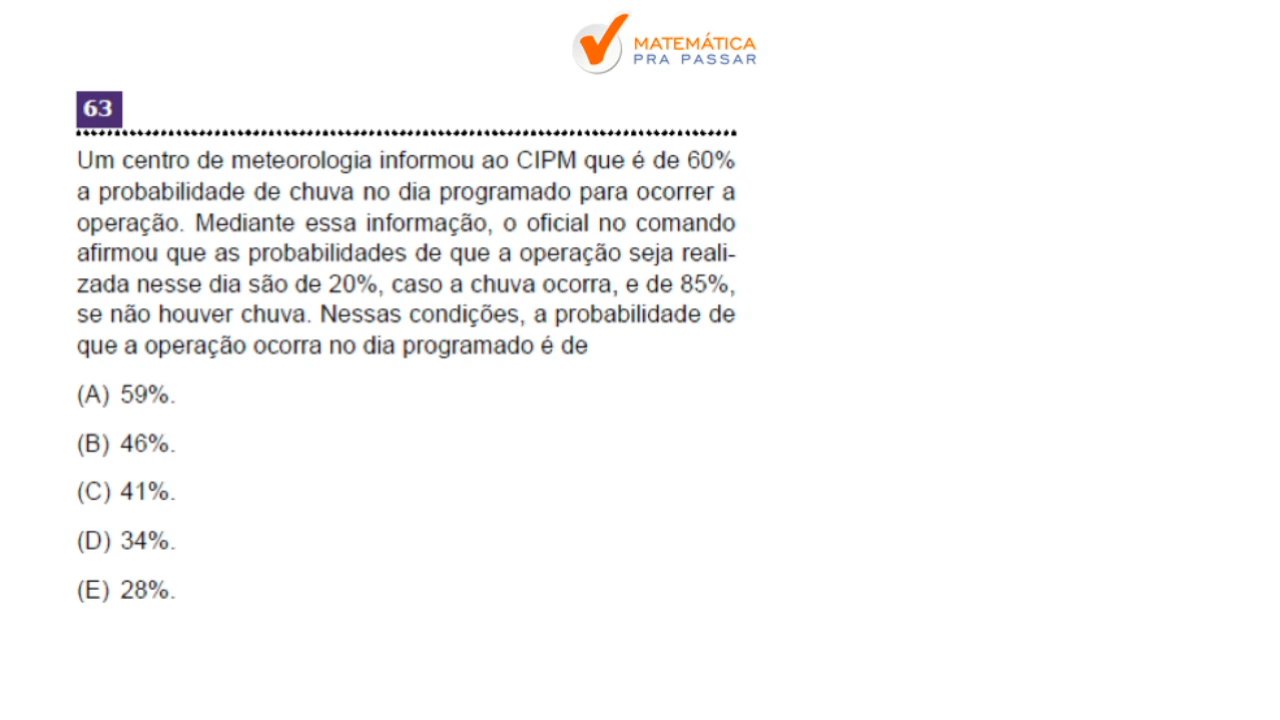 MATEMÁTICA
PRA PASSAR
63
Um centro de meteorologia informou ao CIPM que é de 60%
a probabilidade de chuva no dia programado para ocorrer a
operação. Mediante essa informação, o oficial no comando
afirmou que as probabilidades de que a operação seja reali-
zada nesse dia são de 20%, caso a chuva ocorra, e de 85%,
se não houver chuva. Nessas condições, a probabilidade de
que a operação ocorra no dia programado é de
(A) 59%.
(B) 46%.
(C) 41%.
(D) 34%.
(E) 28%.